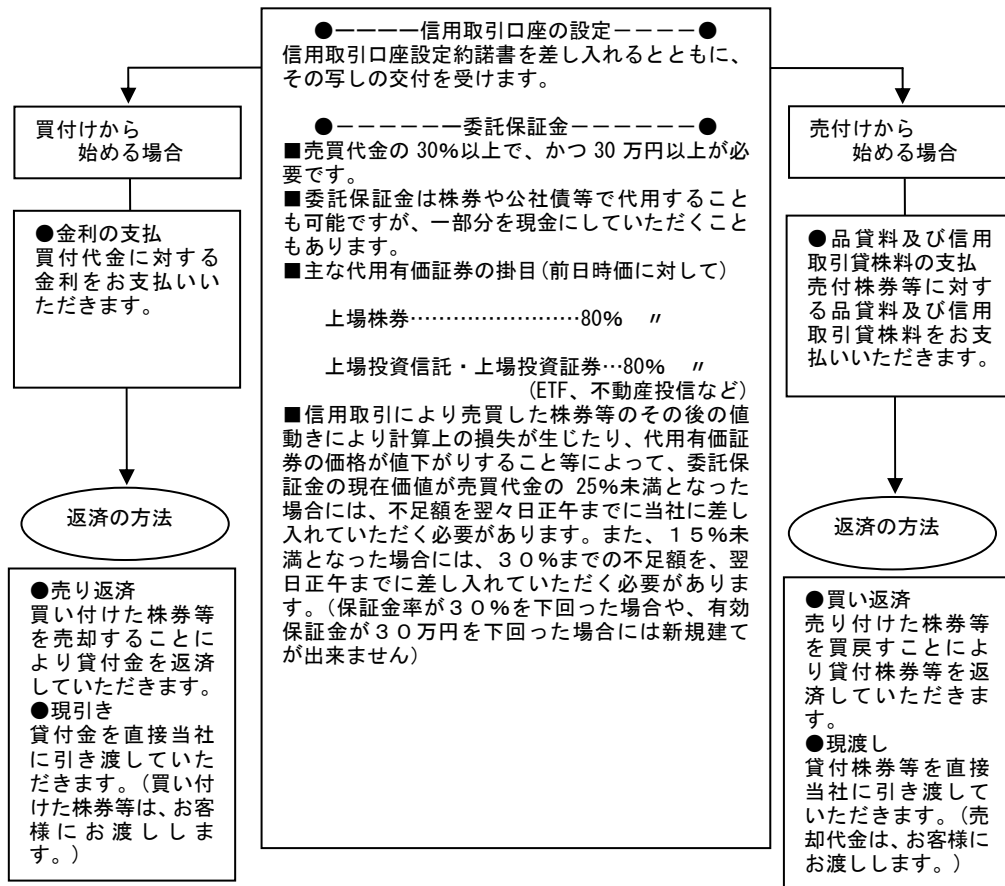 ●ー―――信用取引口座の設定――――●
信用取引口座設定約諾書を差し入れるとともに、
その写しの交付を受けます。
●――――――委託保証金――――――●
■売買代金の 30%以上で、かつ 30 万円以上が必
要です。
■委託保証金は株券や公社債等で代用すること
も可能ですが、一部分を現金にしていただくこと
もあります。
■主な代用有価証券の掛目(前日時価に対して)
上場株券……………………80% 〃
上場投資信託・上場投資証券…80% 〃
(ETF、不動産投信など)
■信用取引により売買した株券等のその後の値
動きにより計算上の損失が生じたり、代用有価証
券の価格が値下がりすること等によって、委託保
証金の現在価値が売買代金の 25%未満となった
場合には、不足額を翌々日正午までに当社に差し
入れていただく必要があります。また、15%未
満となった場合には、30%までの不足額を、翌
日正午までに差し入れていただく必要がありま
す。(保証金率が30%を下回った場合や、有効
保証金が30万円を下回った場合には新規建て
が出来ません)
買付けから
始める場合
●金利の支払
買付代金に対する
金利をお支払いい
ただきます。
返済の方法
●売り返済
買い付けた株券等
を売却することに
より貸付金を返済
していただきます。
●現引き
貸付金を直接当社
に引き渡していた
だきます。(買い付
けた株券等は、お客
様にお渡ししま
す。)
売付けから
始める場合
●品貸料及び信用
取引貸株料の支払
売付株券等に対す
る品貸料及び信用
取引貸株料をお支
払いいただきます。
返済の方法
●買い返済
売り付けた株券等
を買戻すことによ
り貸付株券等を返
済していただきま
す。
●現渡し
貸付株券等を直接
当社に引き渡して
いただきます。(売
却代金は、お客様に
お渡しします。)